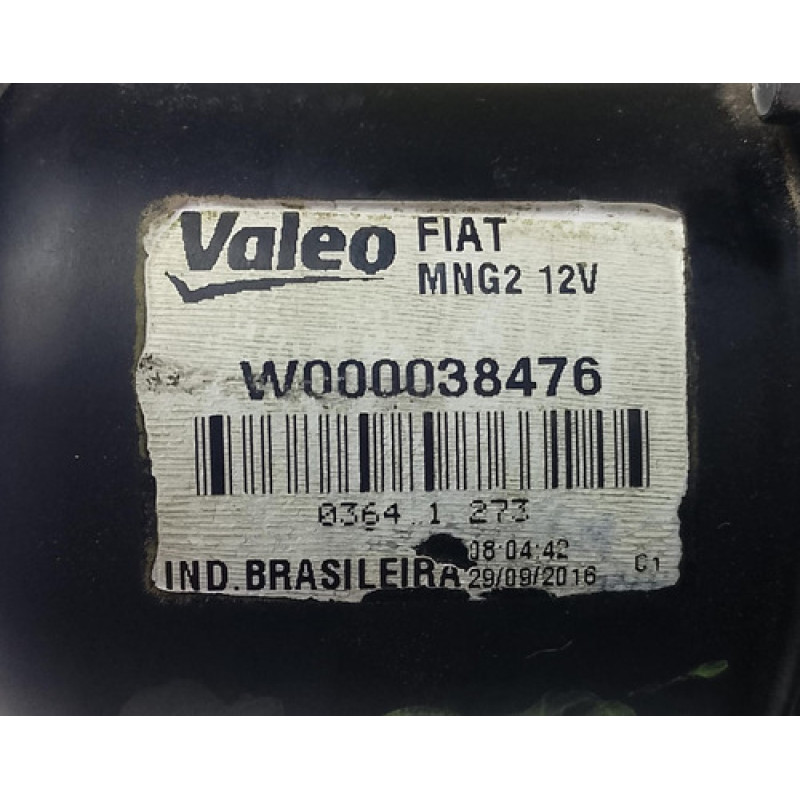 Valeo FIAT
MNG2 12V
W000038476
0364 1 273
08:04:42
IND. BRASILEIRA 29/09/2016 C1